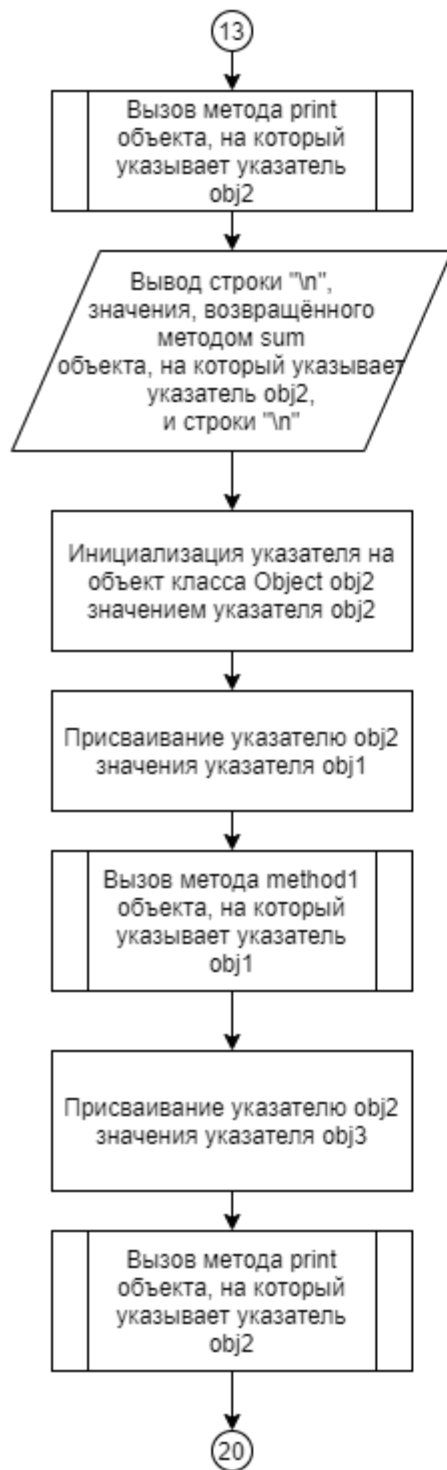 13
Вызов метода print
объекта, на который
указывает указатель
obj2
Вывод строки "\n",
значения, возвращённого
методом sum
объекта, на который указывает
указатель obj2,
и строки "\n"
Инициализация указателя на
объект класса Object obj2
значением указателя obj2
Присваивание указателю obj2
значения указателя obj1
Вызов метода method1
объекта, на который
указывает указатель
obj1
Присваивание указателю obj2
значения указателя obj3
Вызов метода print
объекта, на который
указывает указатель
obj2
20